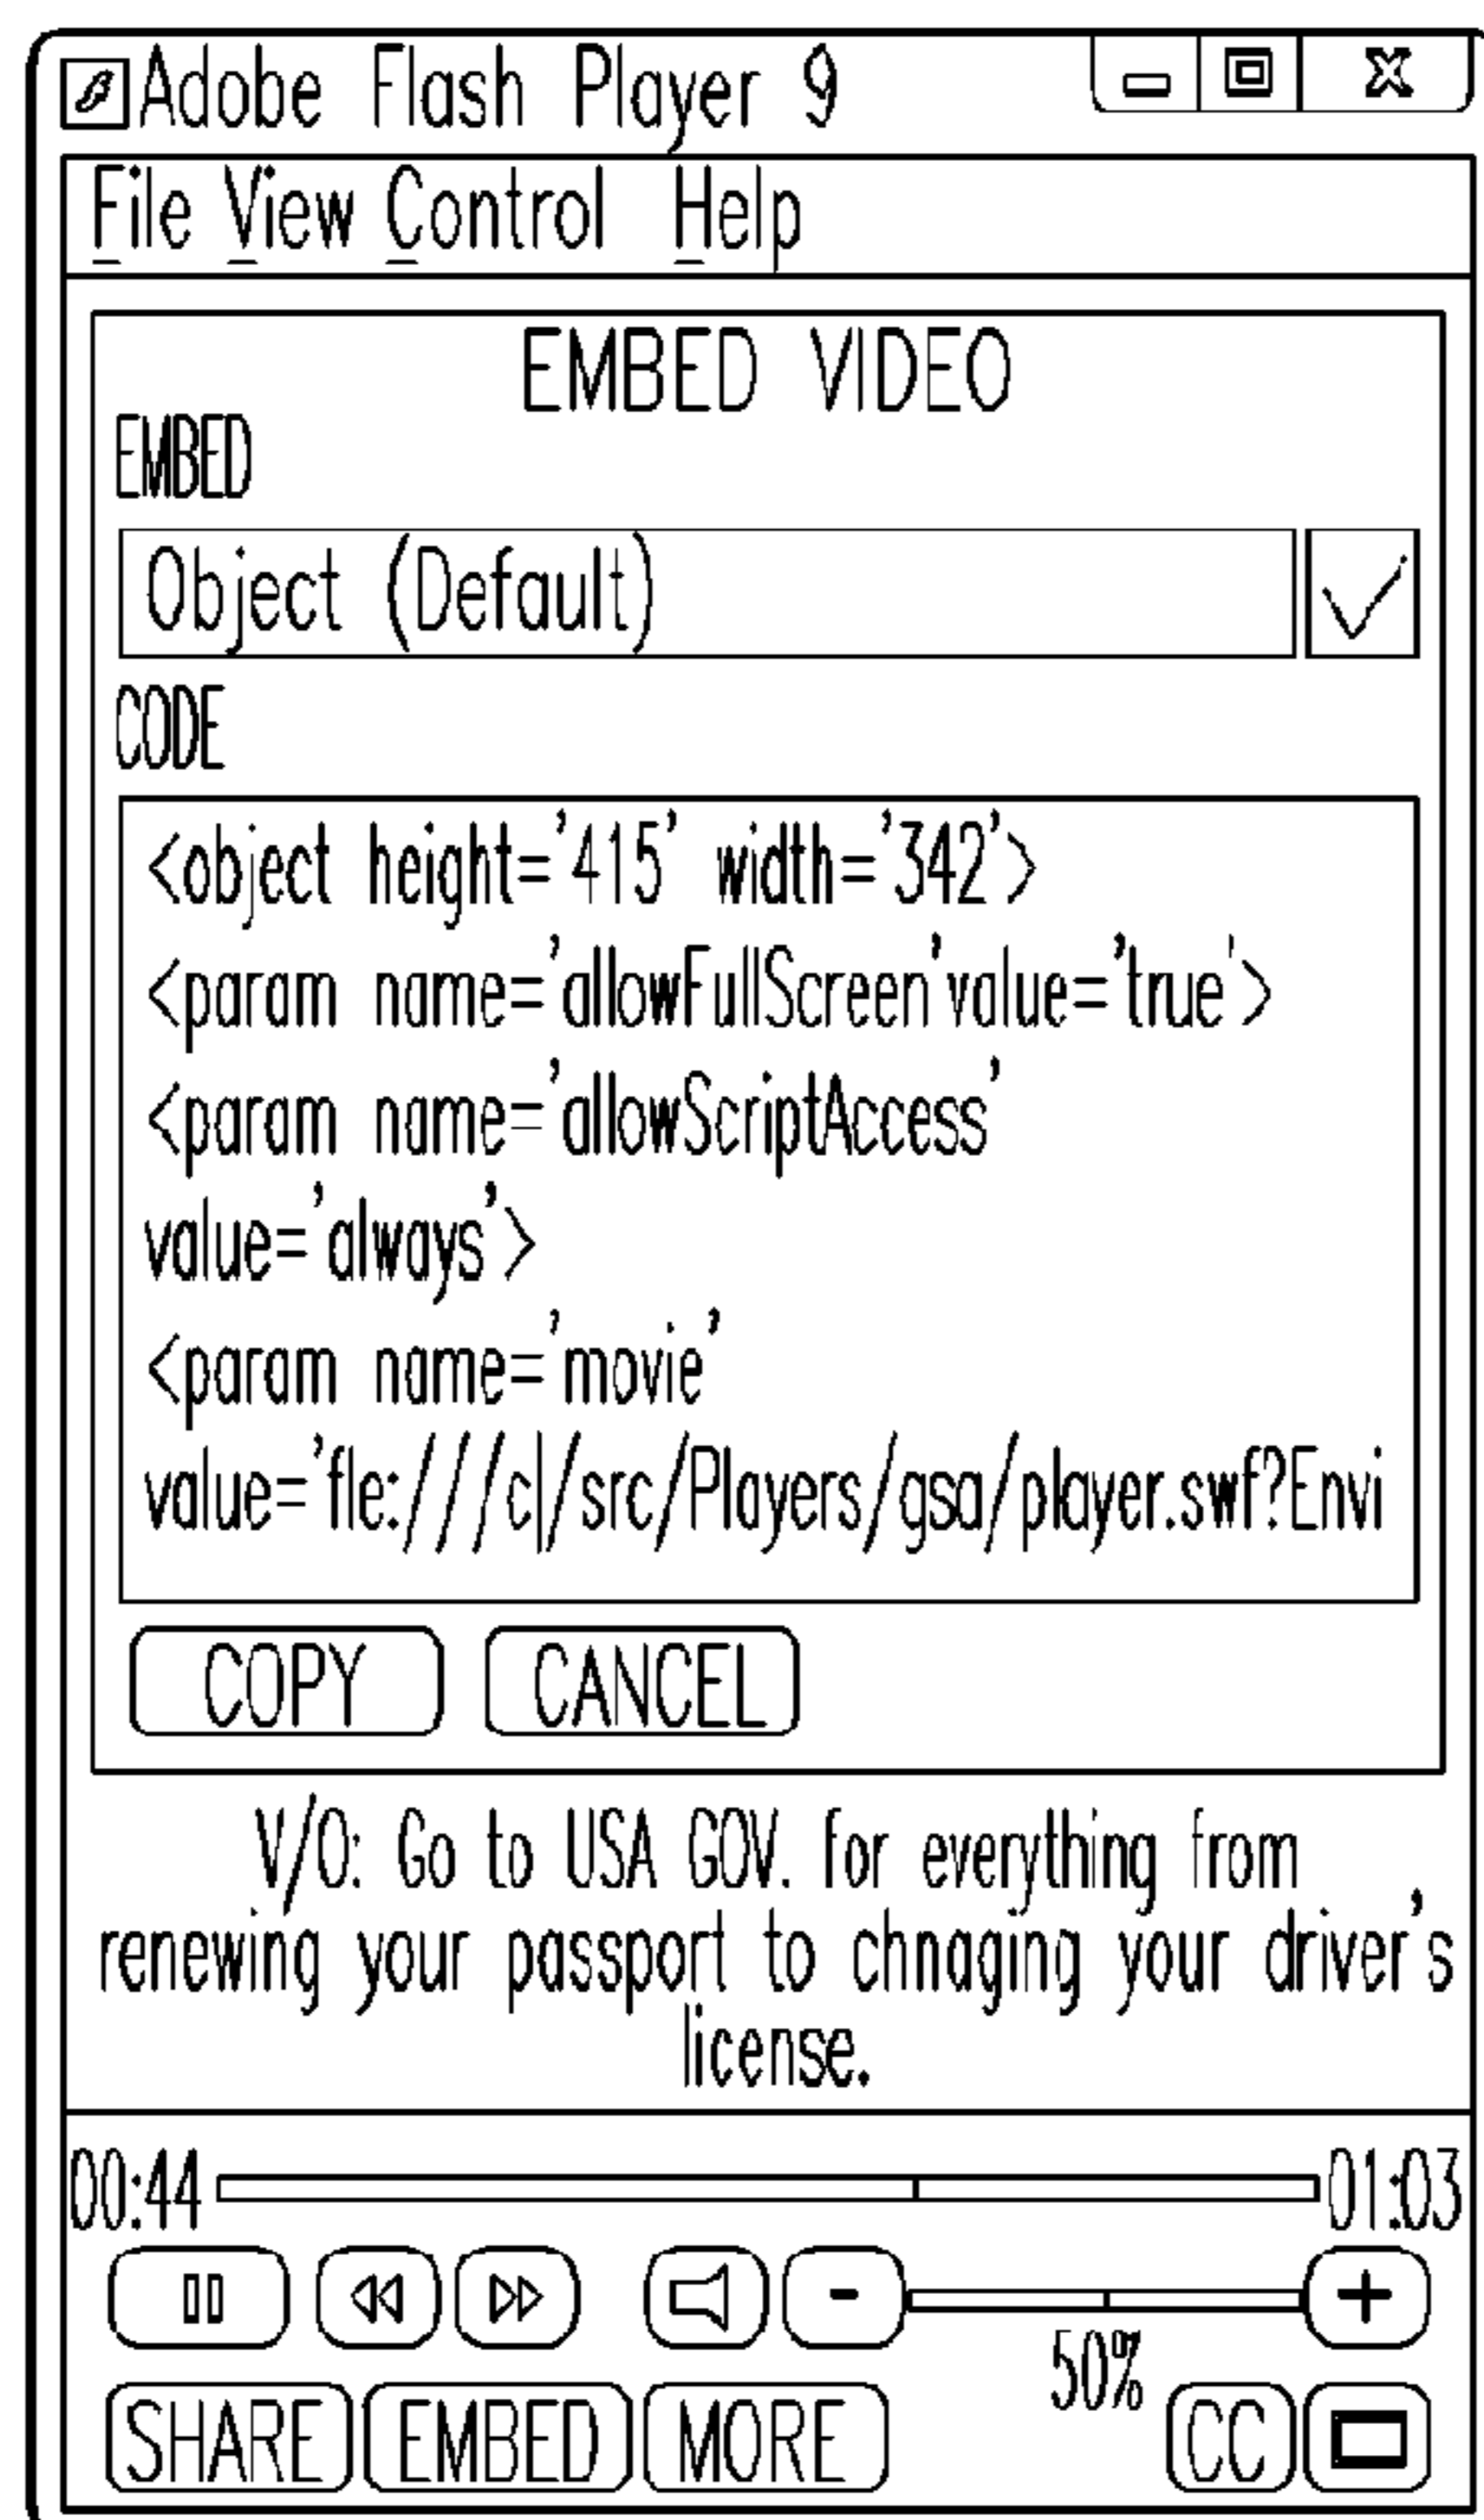 Adobe Flash Player 9
File View Control Help
EMBED VIDEO
EMBED
Object (Default)
CODE
<object height='415' width='342'>
<param name='allowFullScreen'value='true'>
<param name='allowScriptAccess'
value='always'>
<param name='movie'
value='fle:///c|/src/Players/gsa/player.swf?Envi
COPY CANCEL
V/O: Go to USA GOV. for everything from
renewing your passport to chnaging your driver's
license.
00:44 01:03
- +
50%
SHARE EMBED MORE CC